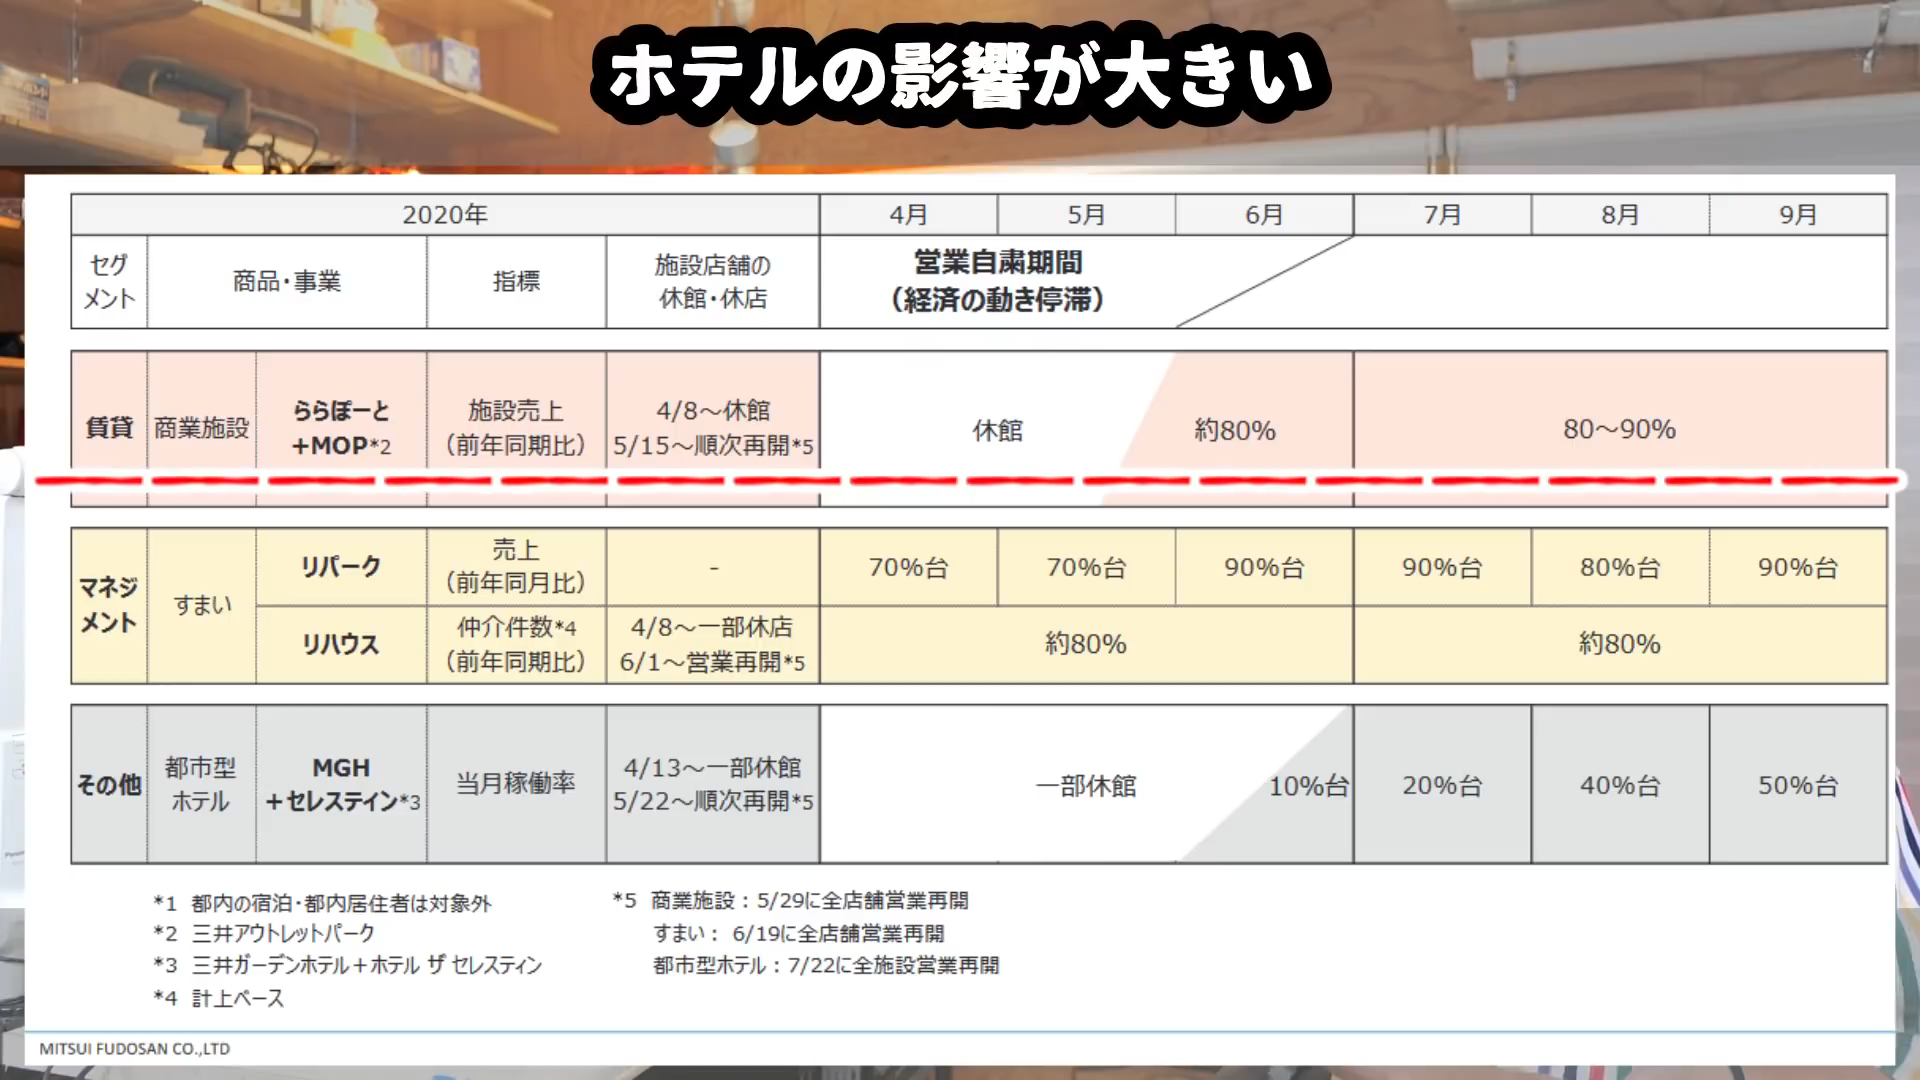 ホテルの影響が大きい
2020年 4月 5月 6月 7月 8月 9月
セグ
メント
商品・事業
指標
施設店舗の
休館・休店
営業自粛期間
（経済の動き停滞）
賃貸
商業施設
ららぽーと
+MOP*2
施設売上
（前年同期比）
4/8～休館
5/15～順次再開*5
休館
約80%
80～90%
マネジ
メント
すまい
リパーク
売上
（前年同月比）
-
70%台 70%台 90%台 90%台 80%台 90%台
リハウス
仲介件数*4
（前年同期比）
4/8～一部休店
6/1～営業再開*5
約80%
約80%
その他
都市型
ホテル
MGH
＋セレスティン*3
当月稼働率
4/13～一部休館
5/22～順次再開*5
一部休館
10%台 20%台 40%台 50%台
*1 都内の宿泊・都内居住者は対象外
*2 三井アウトレットパーク
*3 三井ガーデンホテル＋ホテル ザ セレスティン
*4 計上ベース
*5 商業施設：5/29に全店舗営業再開
すまい： 6/19に全店舗営業再開
都市型ホテル：7/22に全施設営業再開
MITSUI FUDOSAN CO.,LTD